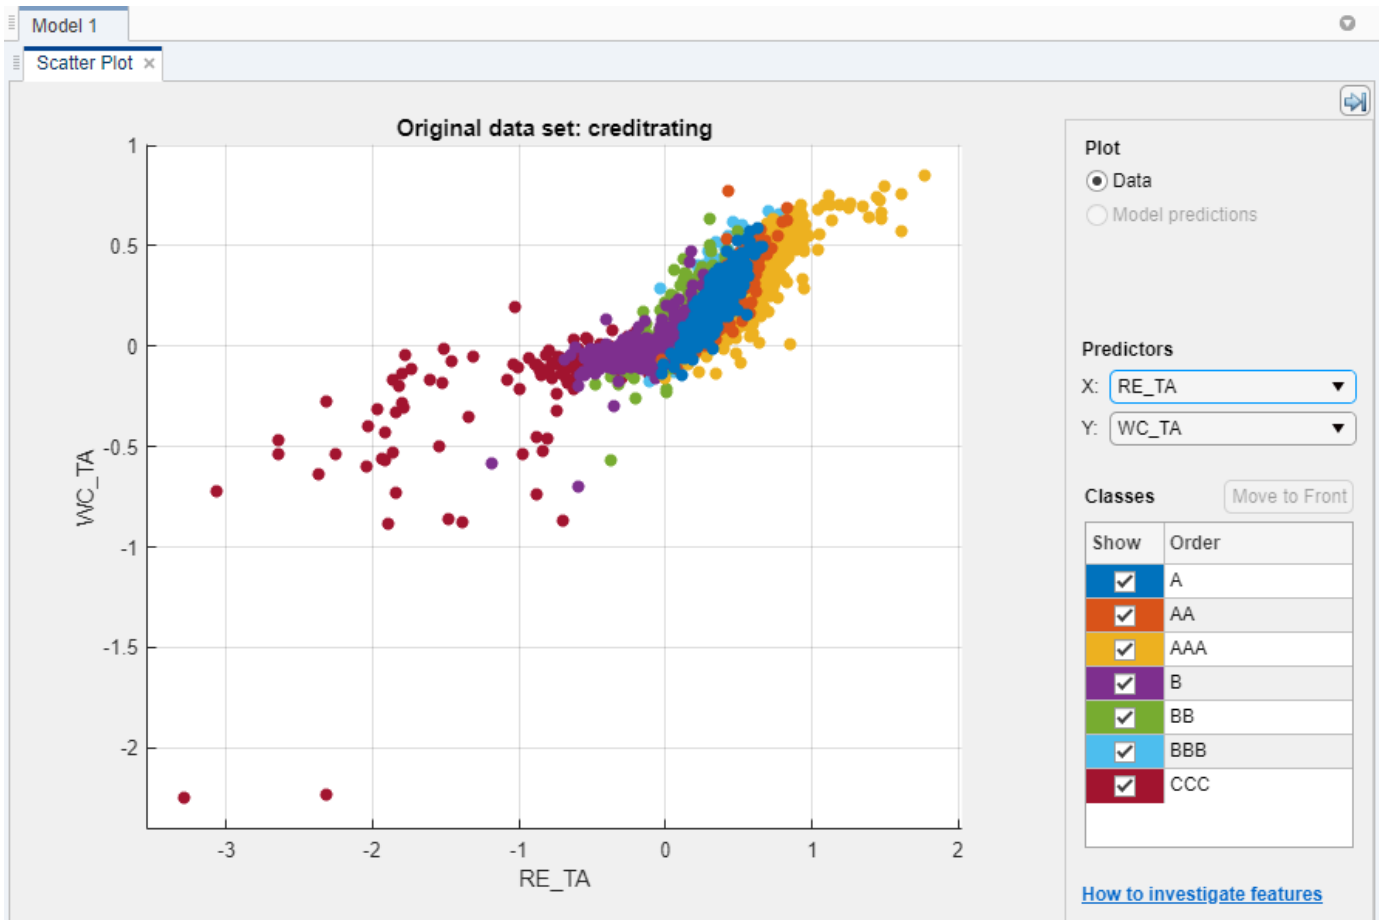 Model 1
Scatter Plot ×
Original data set: creditrating
1
0.5
0
-0.5
-1
-1.5
-2
WC_TA
-3
-2
-1
0
1
2
RE_TA
Plot
Data
Model predictions
Predictors
X: RE_TA
Y: WC_TA
Classes
Move to Front
Show Order
A
AA
AAA
B
BB
BBB
CCC
How to investigate features